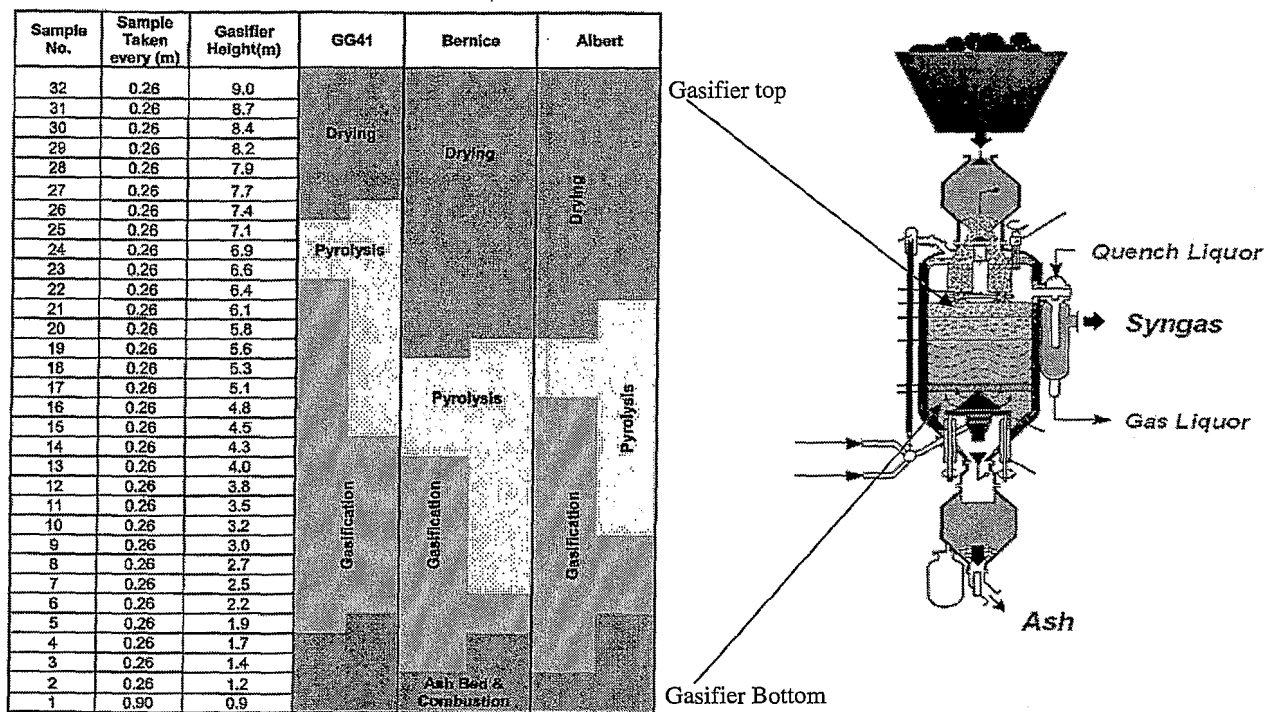 Sample No. Sample Taken every (m) Gasifier Height(m) GG41 Bernice Albert
32 0.26 9.0
31 0.26 8.7
30 0.26 8.4
29 0.26 8.2
28 0.26 7.9
27 0.26 7.7
26 0.26 7.4
25 0.26 7.1
24 0.26 6.9
23 0.26 6.6
22 0.26 6.4
21 0.26 6.1
20 0.26 5.8
19 0.26 5.6
18 0.26 5.3
17 0.26 5.1
16 0.26 4.8
15 0.26 4.5
14 0.26 4.3
13 0.26 4.0
12 0.26 3.8
11 0.26 3.5
10 0.26 3.2
9 0.26 3.0
8 0.26 2.7
7 0.26 2.5
6 0.26 2.2
5 0.26 1.9
4 0.26 1.7
3 0.26 1.4
2 0.26 1.2
1 0.90 0.9
Drying
Pyrolysis
Gasification
Drying
Pyrolysis
Gasification
Ash Bed &
Combustion
Drying
Pyrolysis
Gasification
Gasifier top
Gasifier Bottom
Quench Liquor
Syngas
Gas Liquor
Ash